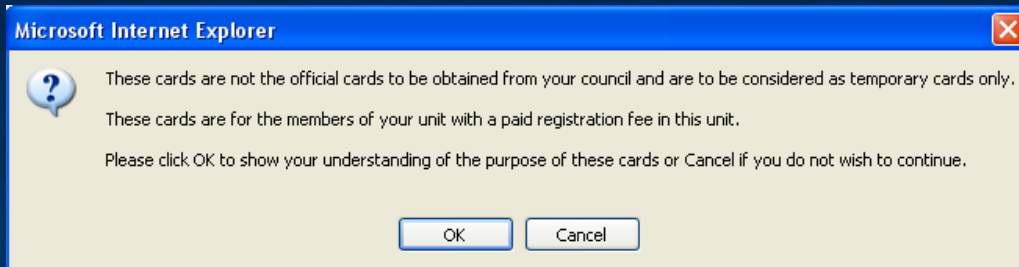 Microsoft Internet Explorer
These cards are not the official cards to be obtained from your council and are to be considered as temporary cards only.
These cards are for the members of your unit with a paid registration fee in this unit.
Please click OK to show your understanding of the purpose of these cards or Cancel if you do not wish to continue.
OK
Cancel